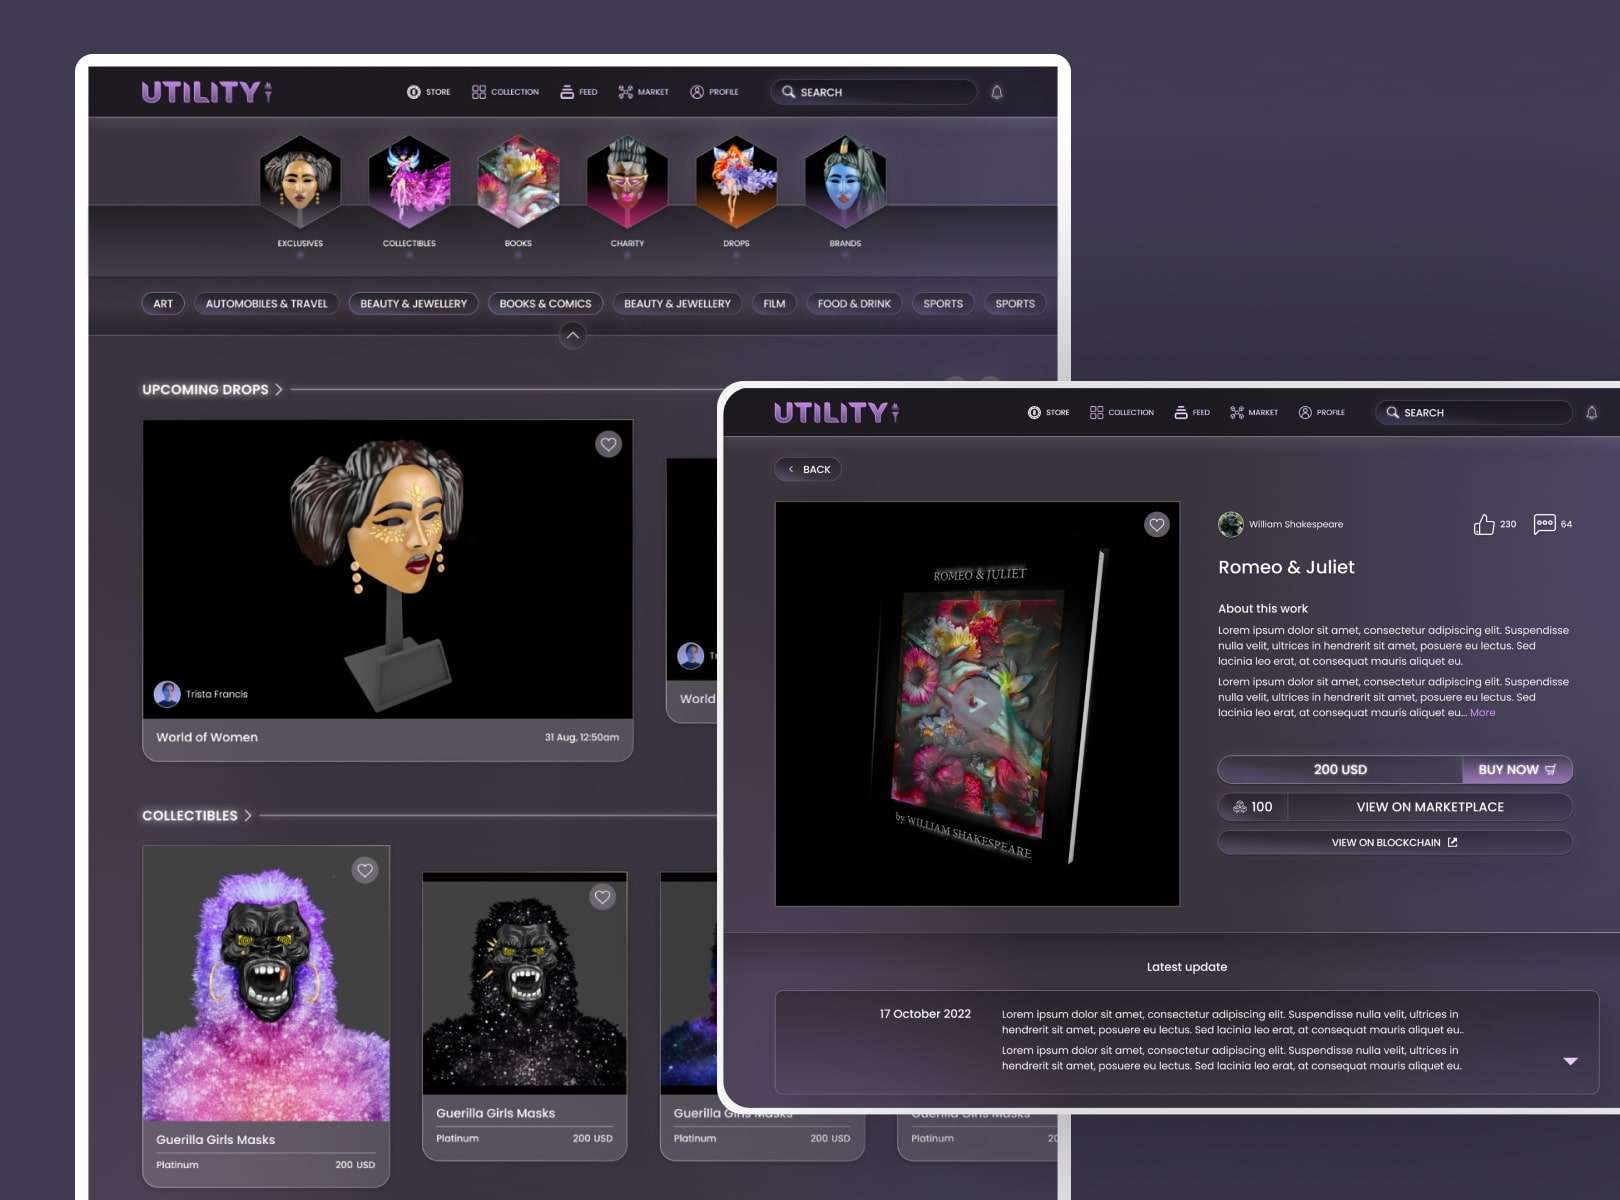 UTILITY
STORE
COLLECTION
FEED
MARKET
PROFILE
SEARCH
EXCLUSIVES
COLLECTIBLES
BOOKS
CHARITY
DROPS
BRANDS
ART
AUTOMOBILES & TRAVEL
BEAUTY & JEWELLERY
BOOKS & COMICS
BEAUTY & JEWELLERY
FILM
FOOD & DRINK
SPORTS
SPORTS
UPCOMING DROPS
Trista Francis
World of Women
31 Aug, 12:50am
World
COLLECTIBLES
Guerilla Girls Masks
Platinum
200 USD
Guerilla Girls Masks
Platinum
200 USD
Guerilla Girls Masks
Platinum
200 USD
Guerilla Girls Masks
Platinum
20
UTILITY
STORE
COLLECTION
FEED
MARKET
PROFILE
SEARCH
BACK
ROMEO & JULIET
by WILLIAM SHAKESPEARE
William Shakespeare
230
64
Romeo & Juliet
About this work
Lorem ipsum dolor sit amet, consectetur adipiscing elit. Suspendisse
nulla velit, ultrices in hendrerit sit amet, posuere eu lectus. Sed
lacinia leo erat, at consequat mauris aliquet eu.
Lorem ipsum dolor sit amet, consectetur adipiscing elit. Suspendisse
nulla velit, ultrices in hendrerit sit amet, posuere eu lectus. Sed
lacinia leo erat, at consequat mauris aliquet eu... More
200 USD
BUY NOW
100
VIEW ON MARKETPLACE
VIEW ON BLOCKCHAIN
Latest update
17 October 2022
Lorem ipsum dolor sit amet, consectetur adipiscing elit. Suspendisse nulla velit, ultrices in
hendrerit sit amet, posuere eu lectus. Sed lacinia leo erat, at consequat mauris aliquet eu..
Lorem ipsum dolor sit amet, consectetur adipiscing elit. Suspendisse nulla velit, ultrices in
hendrerit sit amet, posuere eu lectus. Sed lacinia leo erat, at consequat mauris aliquet eu.